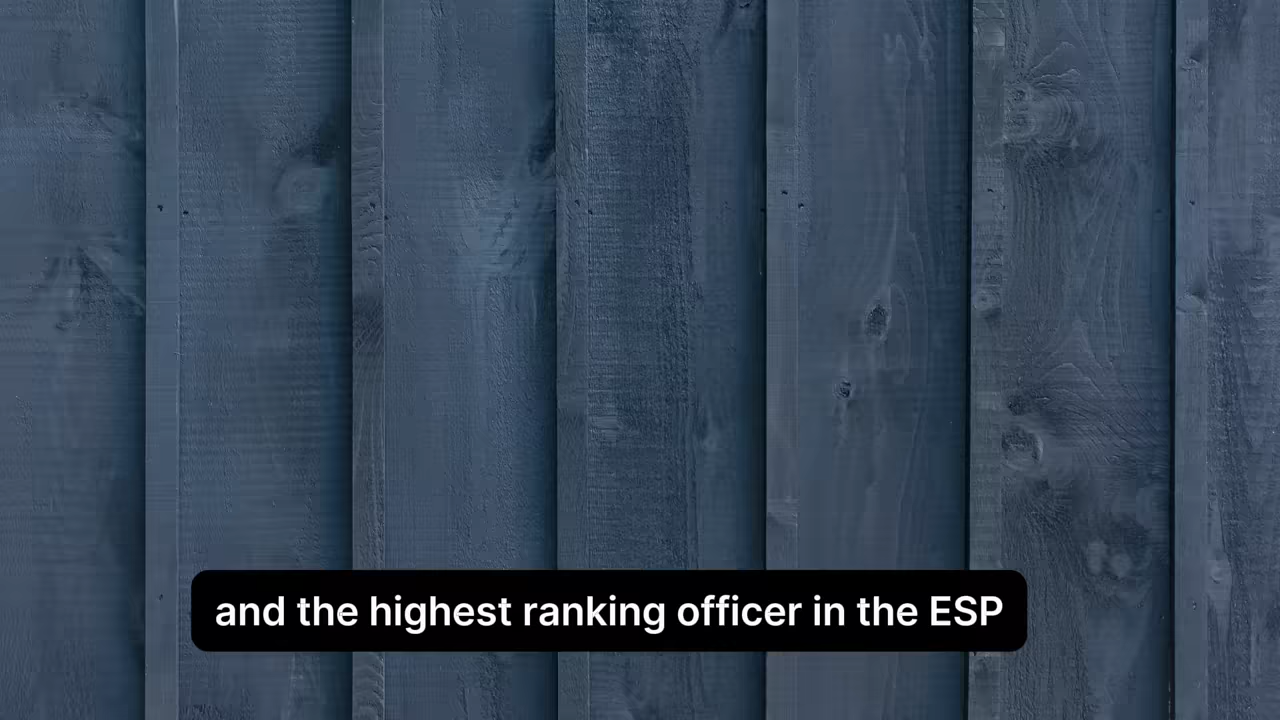 and the highest ranking officer in the ESP